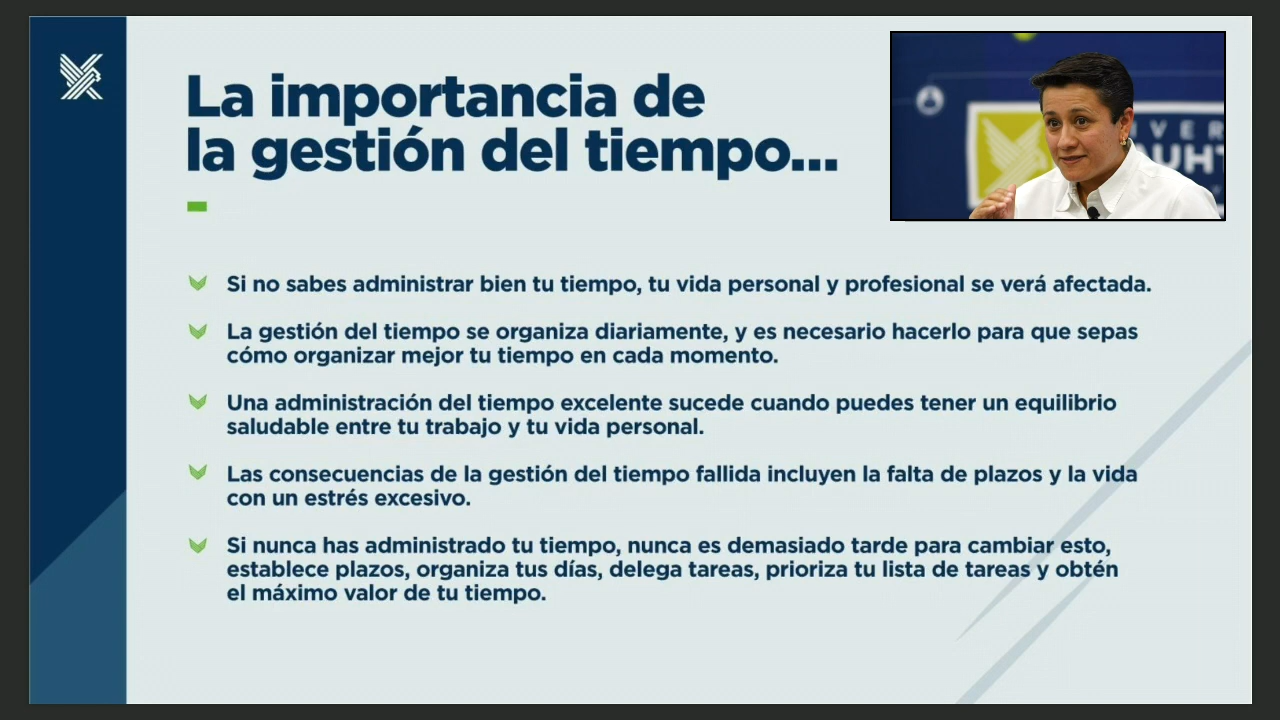 La importancia de
la gestión del tiempo...
Si no sabes administrar bien tu tiempo, tu vida personal y profesional se verá afectada.
La gestión del tiempo se organiza diariamente, y es necesario hacerlo para que sepas
cómo organizar mejor tu tiempo en cada momento.
Una administración del tiempo excelente sucede cuando puedes tener un equilibrio
saludable entre tu trabajo y tu vida personal.
Las consecuencias de la gestión del tiempo fallida incluyen la falta de plazos y la vida
con un estrés excesivo.
Si nunca has administrado tu tiempo, nunca es demasiado tarde para cambiar esto,
establece plazos, organiza tus días, delega tareas, prioriza tu lista de tareas y obtén
el máximo valor de tu tiempo.